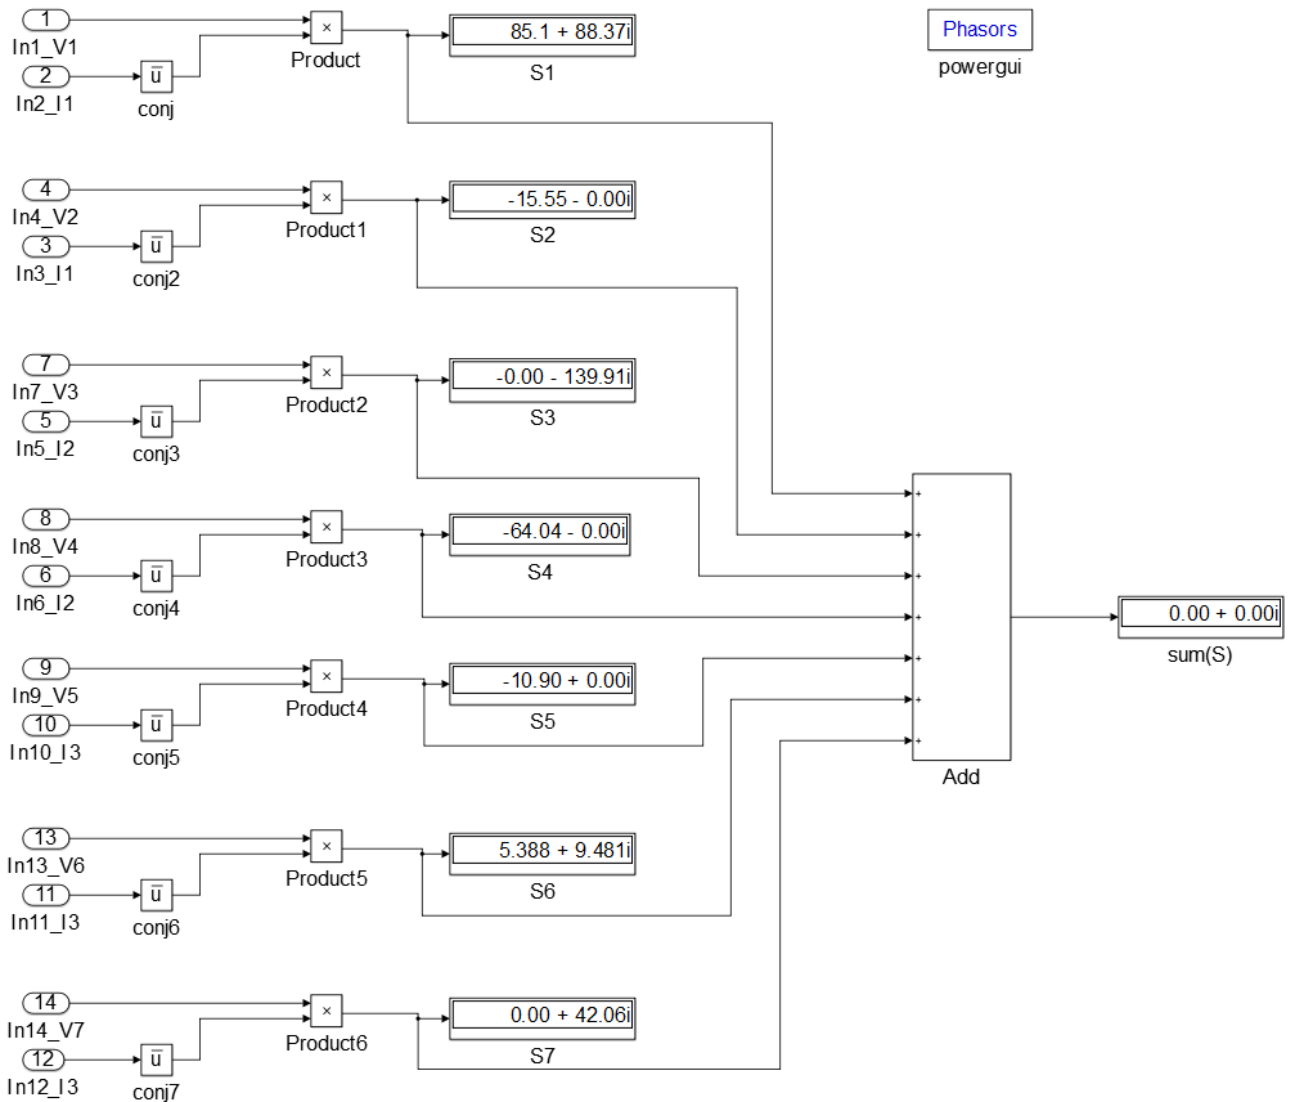 1
In1_V1
2
In2_I1
u
conj
×
Product
85.1 + 88.37i
S1
Phasors
powergui
4
In4_V2
3
In3_I1
u
conj2
×
Product1
-15.55 - 0.00i
S2
7
In7_V3
5
In5_I2
u
conj3
×
Product2
-0.00 - 139.91i
S3
8
In8_V4
6
In6_I2
u
conj4
×
Product3
-64.04 - 0.00i
S4
9
In9_V5
10
In10_I3
u
conj5
×
Product4
-10.90 + 0.00i
S5
13
In13_V6
11
In11_I3
u
conj6
×
Product5
5.388 + 9.481i
S6
14
In14_V7
12
In12_I3
u
conj7
×
Product6
0.00 + 42.06i
S7
+
+
+
+
+
+
+
Add
0.00 + 0.00i
sum(S)